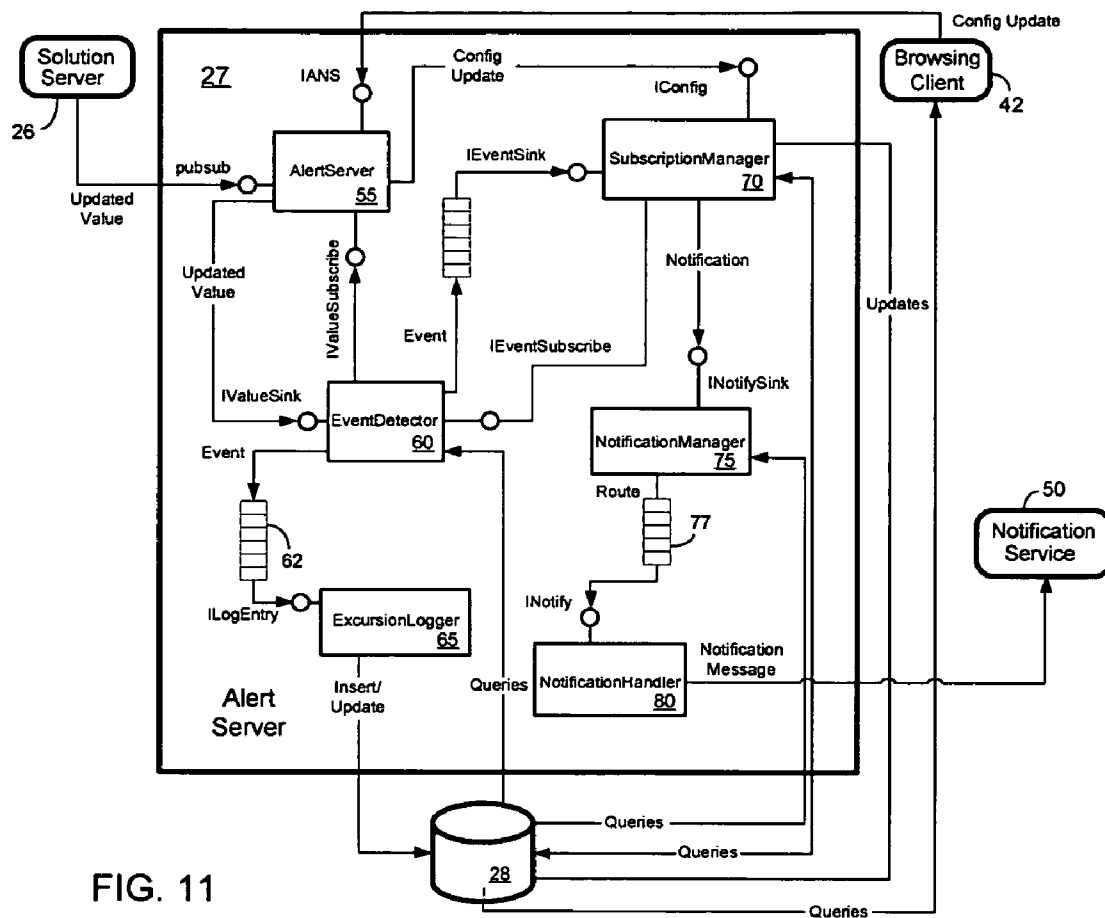 Config Update
Solution
Server
26
27
IANS
Config
Update
IConfig
Browsing
Client
42
pubsub
Updated
Value
AlertServer
55
IEventSink
SubscriptionManager
70
Updated
Value
IValueSubscribe
Event
Notification
Updates
IEventSubscribe
INotifySink
IValueSink
EventDetector
60
NotificationManager
75
Event
Route
62
77
50
Notification
Service
ILogEntry
INotify
ExcursionLogger
65
Notification
Message
Insert/
Update
Queries
NotificationHandler
80
Alert
Server
Queries
Queries
28
Queries
FIG. 11